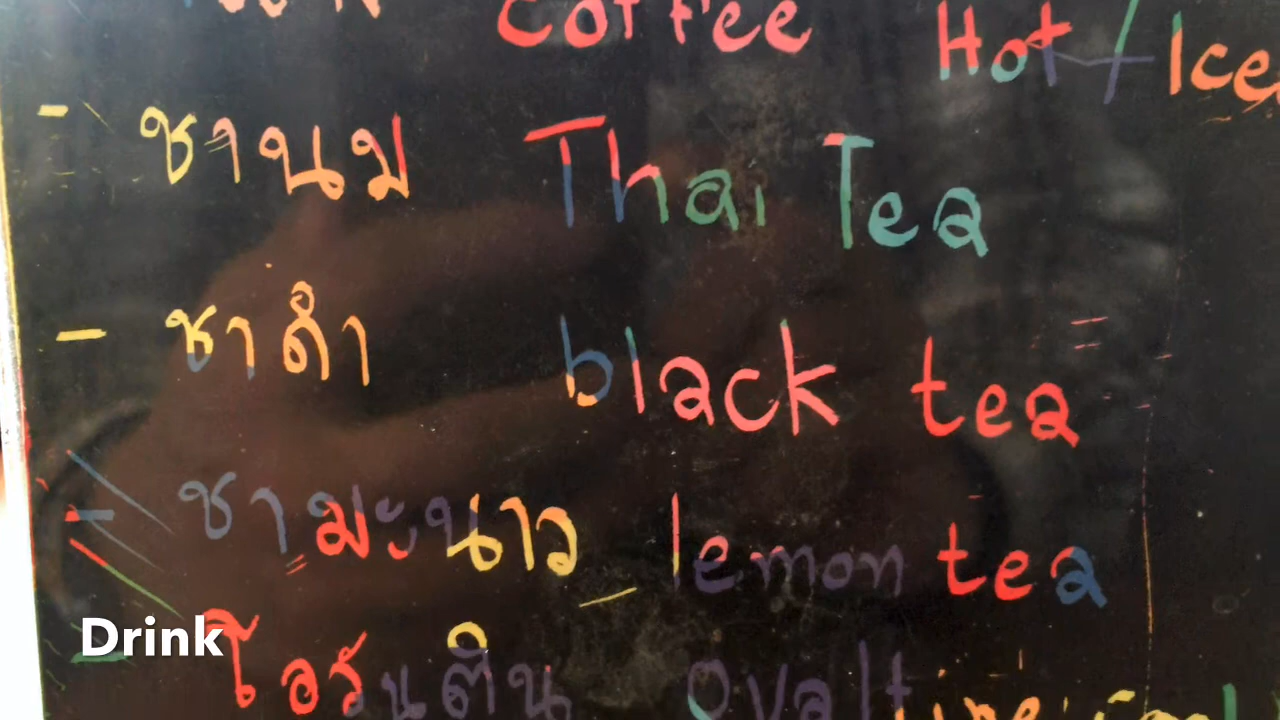 Coffee Hot / Ice
- ชานม Thai Tea
- ชาดำ black tea
- ชามะนาว lemon tea
Drink
- โอวัลติน Ovaltine